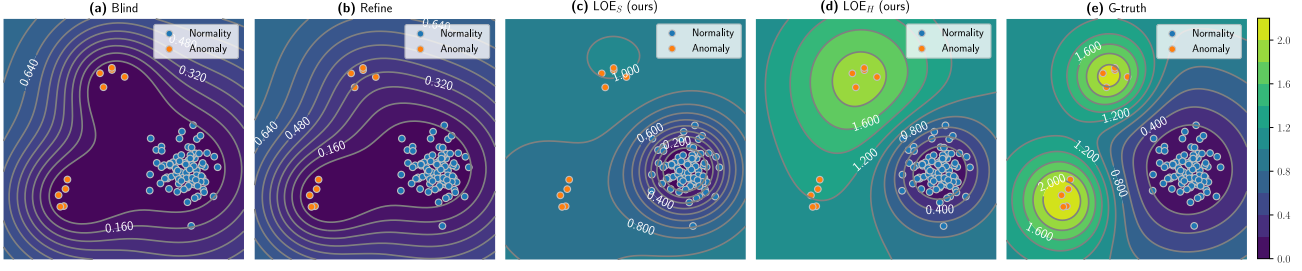 (a) Blind
(b) Refine
(c) LOE_S (ours)
(d) LOE_H (ours)
(e) G-truth
Normality
Anomaly
0.640
0.320
0.160
Normality
Anomaly
0.320
0.480
0.640
0.160
Normality
Anomaly
1.000
0.600
0.200
0.400
0.800
Normality
Anomaly
1.600
0.800
1.200
0.400
Normality
Anomaly
1.600
1.200
0.400
1.200
0.800
2.000
1.600
2.0
1.6
1.2
0.8
0.4
0.0